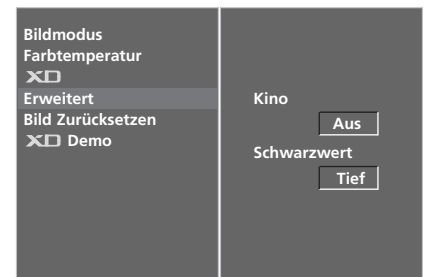 Bildmodus
Farbtemperatur
XD
Erweitert
Bild Zurücksetzen
XD Demo
Kino
Aus
Schwarzwert
Tief